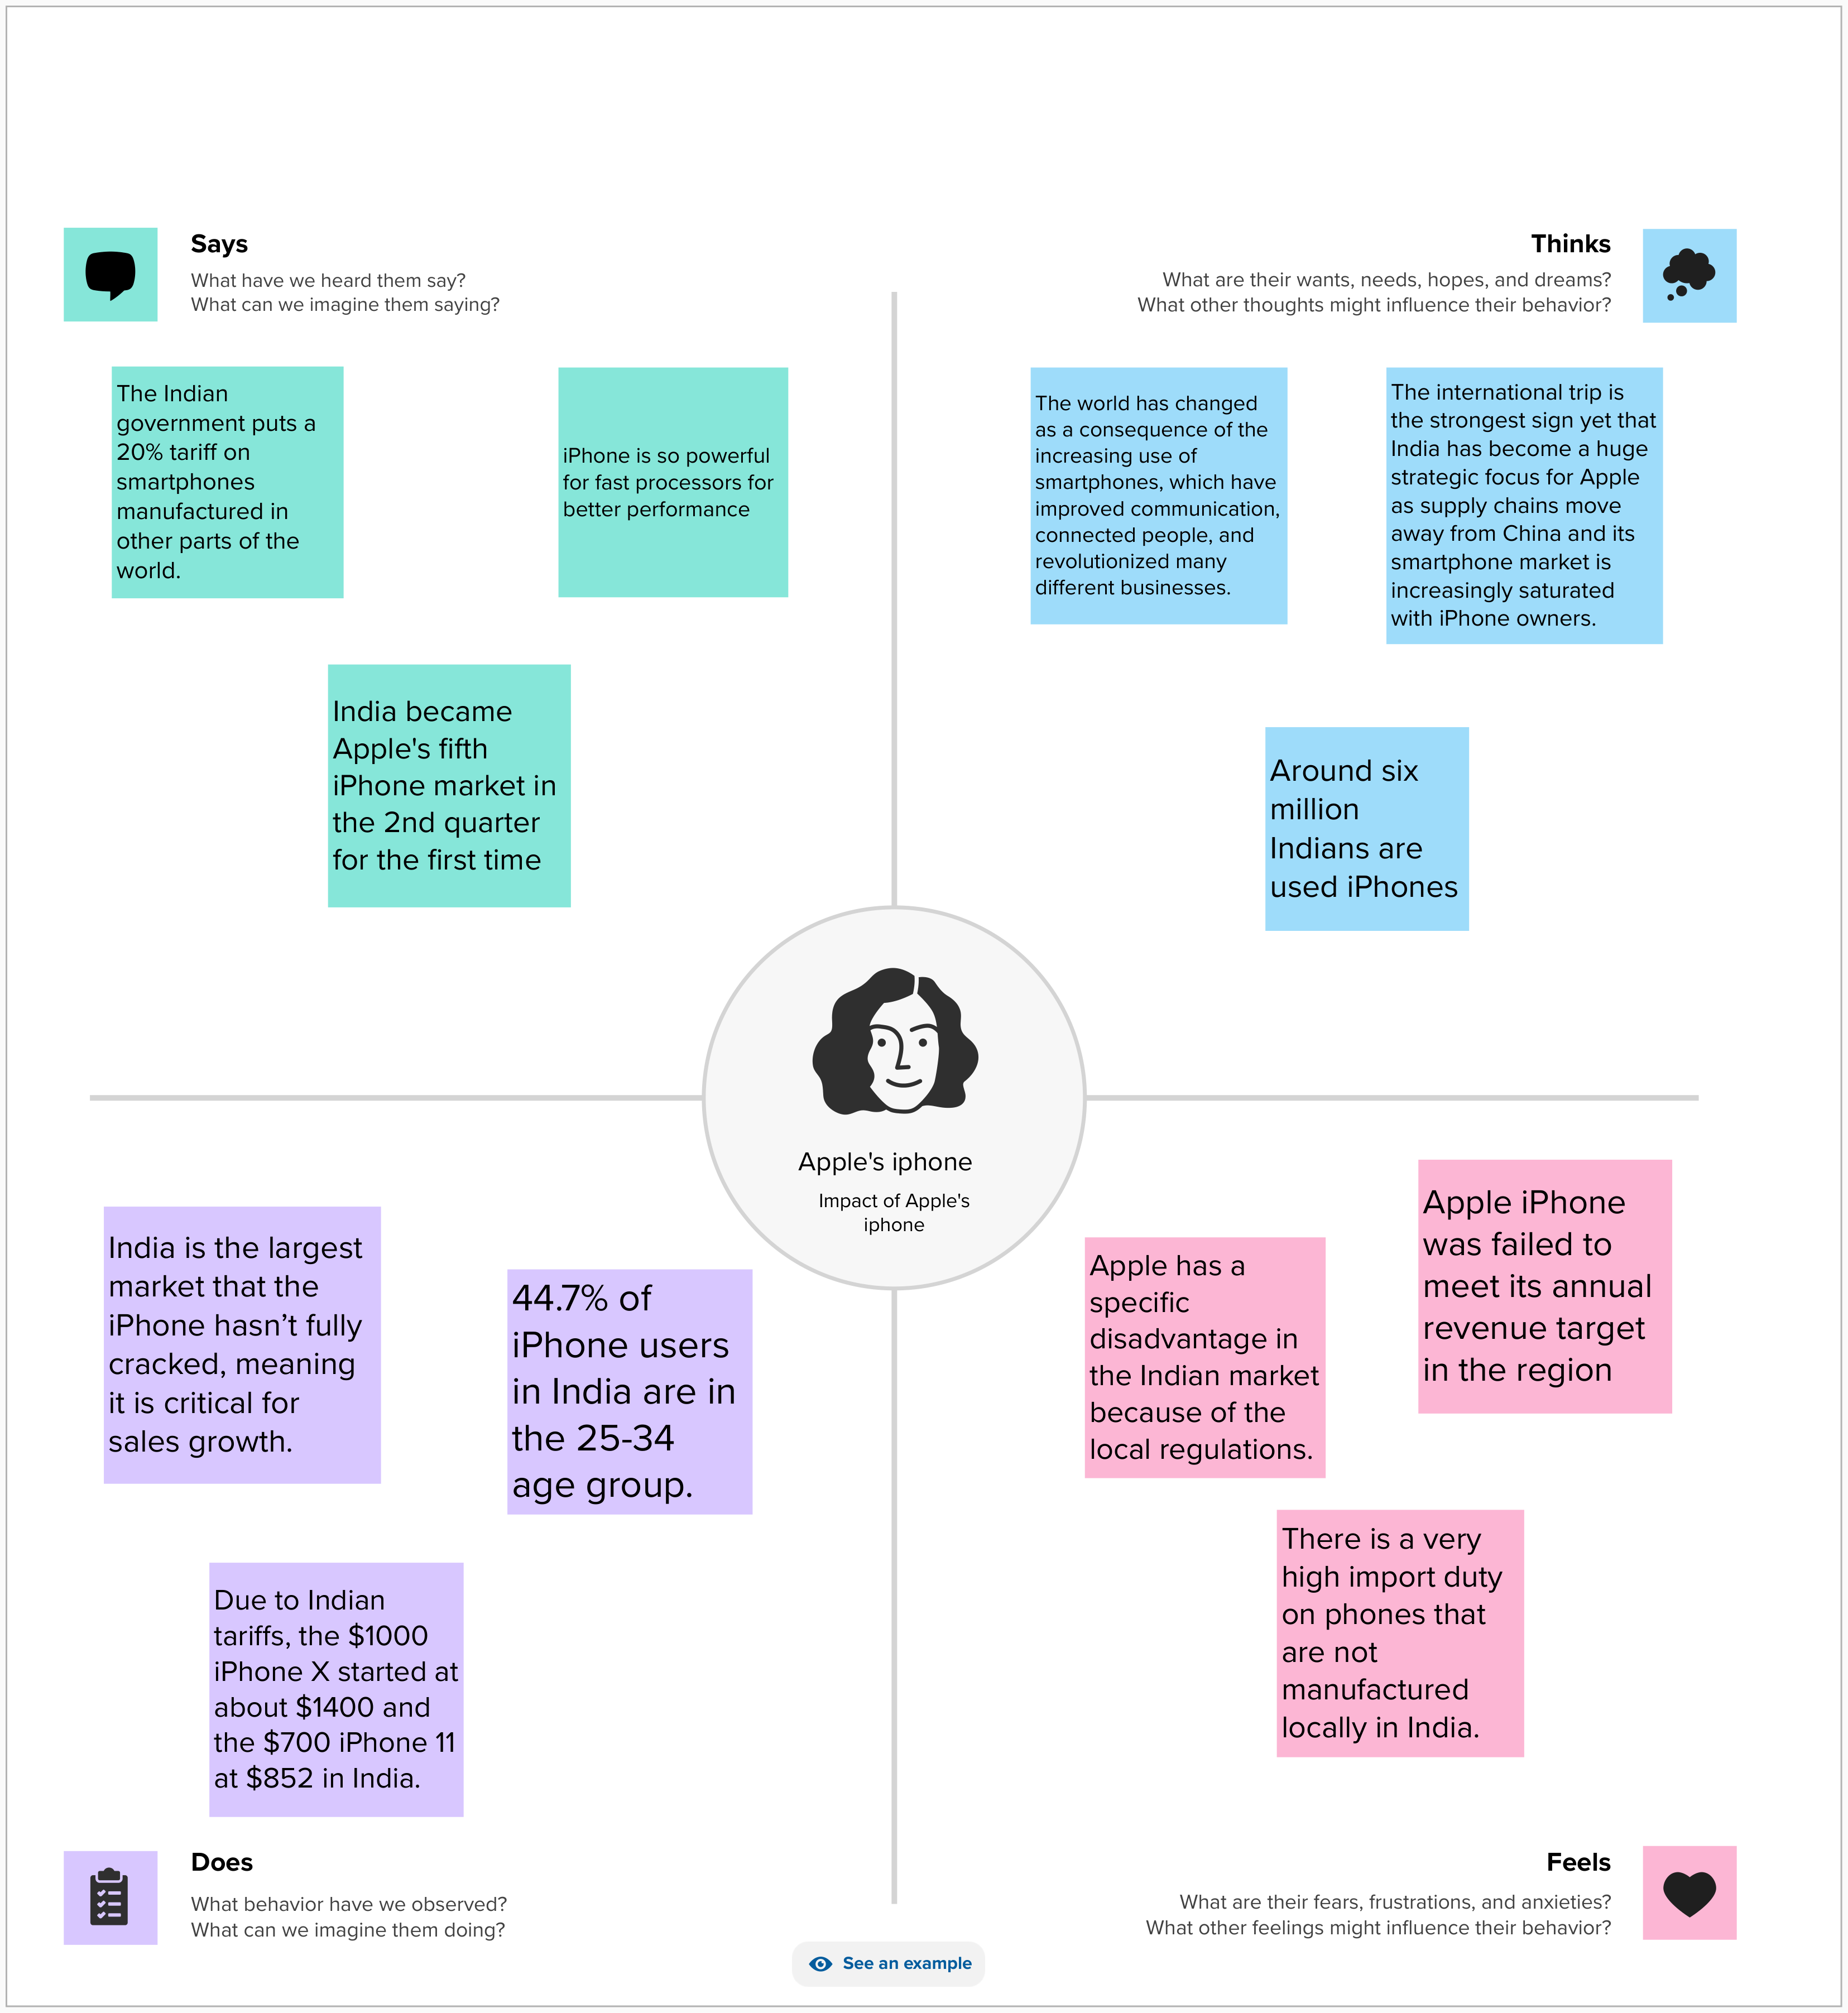 Says
What have we heard them say?
What can we imagine them saying?
The Indian
government puts a
20% tariff on
smartphones
manufactured in
other parts of the
world.
iPhone is so powerful
for fast processors for
better performance
India became
Apple's fifth
iPhone market in
the 2nd quarter
for the first time
Thinks
What are their wants, needs, hopes, and dreams?
What other thoughts might influence their behavior?
The world has changed
as a consequence of the
increasing use of
smartphones, which have
improved communication,
connected people, and
revolutionized many
different businesses.
The international trip is
the strongest sign yet that
India has become a huge
strategic focus for Apple
as supply chains move
away from China and its
smartphone market is
increasingly saturated
with iPhone owners.
Around six
million
Indians are
used iPhones
Apple's iphone
Impact of Apple's
iphone
India is the largest
market that the
iPhone hasn’t fully
cracked, meaning
it is critical for
sales growth.
44.7% of
iPhone users
in India are in
the 25-34
age group.
Due to Indian
tariffs, the $1000
iPhone X started at
about $1400 and
the $700 iPhone 11
at $852 in India.
Does
What behavior have we observed?
What can we imagine them doing?
Apple has a
specific
disadvantage in
the Indian market
because of the
local regulations.
Apple iPhone
was failed to
meet its annual
revenue target
in the region
There is a very
high import duty
on phones that
are not
manufactured
locally in India.
Feels
What are their fears, frustrations, and anxieties?
What other feelings might influence their behavior?
See an example